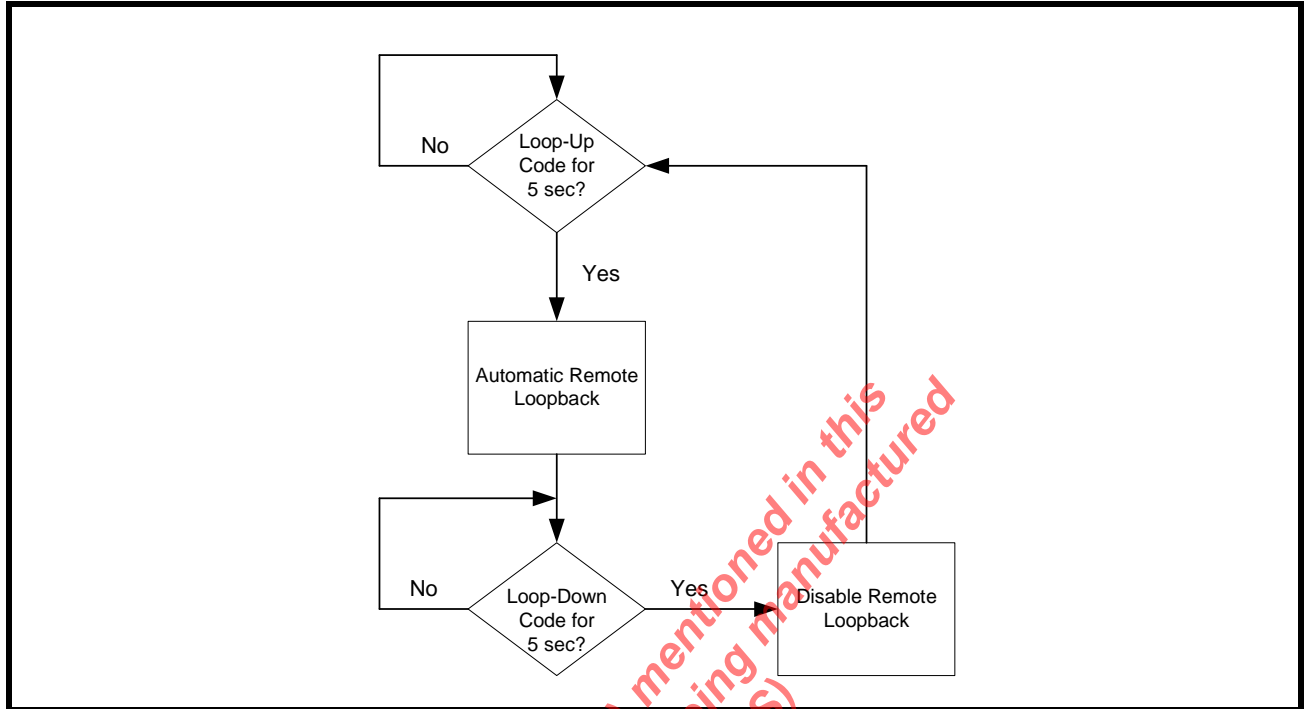 No
Loop-Up
Code for
5 sec?
Yes
Automatic Remote
Loopback
No
Loop-Down
Code for
5 sec?
Yes
Disable Remote
Loopback
mentioned in this
being manufactured